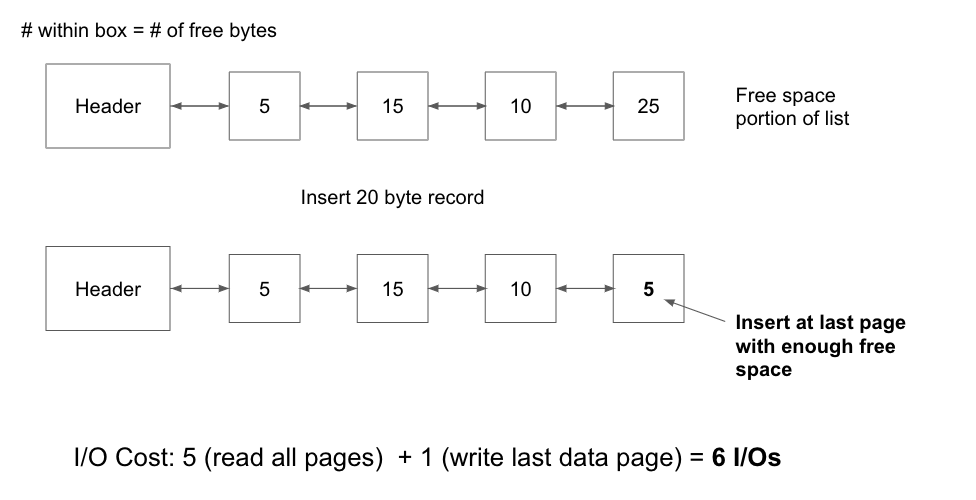 # within box = # of free bytes
Header
5
15
10
25
Free space
portion of list
Insert 20 byte record
Header
5
15
10
5
Insert at last page
with enough free
space
I/O Cost: 5 (read all pages)  + 1 (write last data page) = 6 I/Os